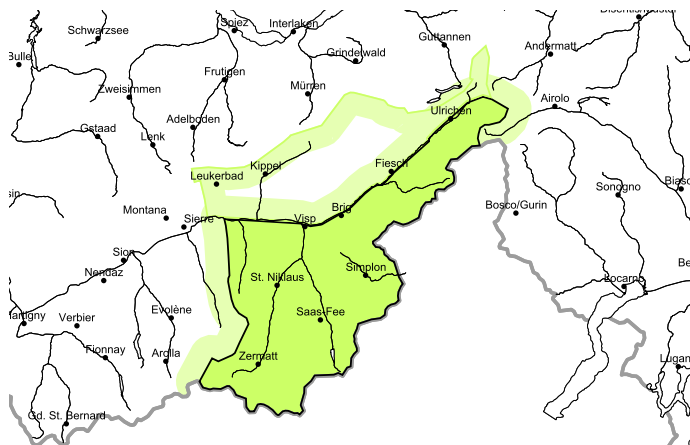 Spiez
Interlaken
Schwarzsee
Guttannen
Andermatt
Bulle
Grindelwald
Frutigen
Zweisimmen
Mürren
Airolo
Adelboden
Ulrichen
Gstaad
Lenk
Kippel
Fiesch
Leukerbad
Sonogno
Montana
Brig
Bosco/Gurin
Sierre
Visp
Sion
Nendaz
St. Niklaus
Simplon
Locarno
Evolène
Saas-Fee
Verbier
Fionnay
Arolla
Zermatt
Gd. St. Bernard